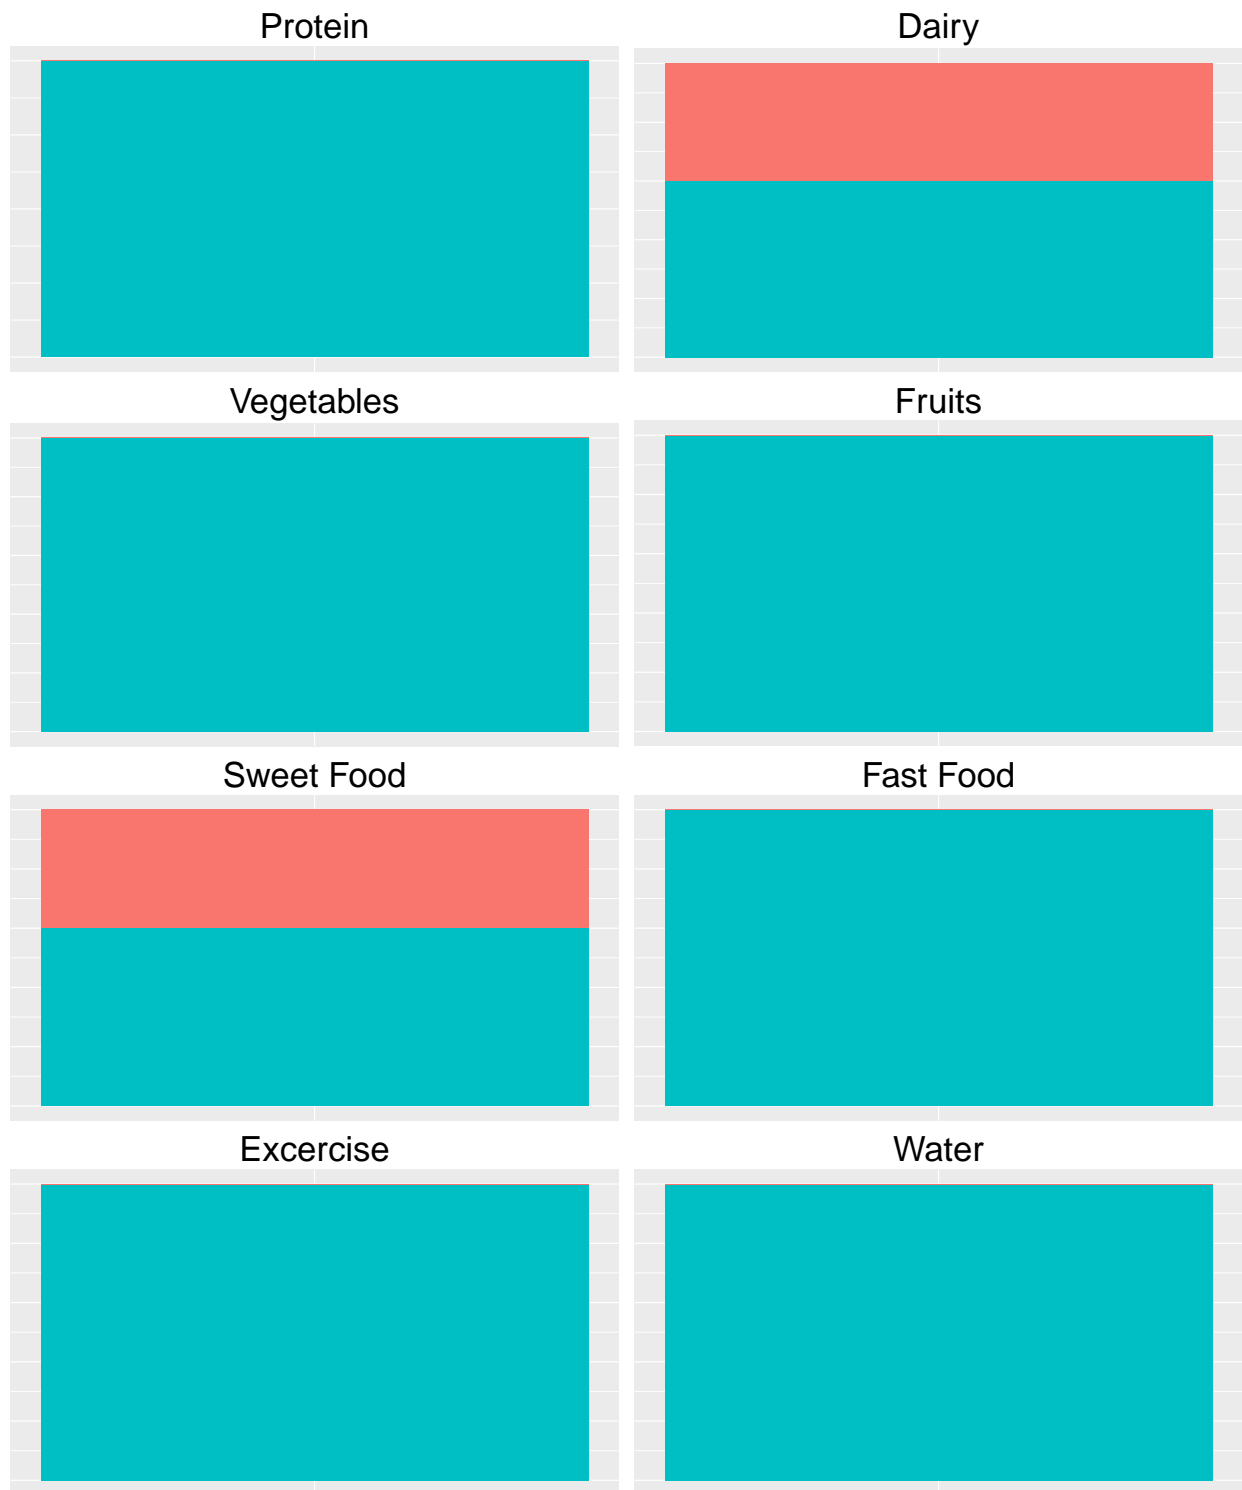 Protein
Dairy
Vegetables
Fruits
Sweet Food
Fast Food
Excercise
Water